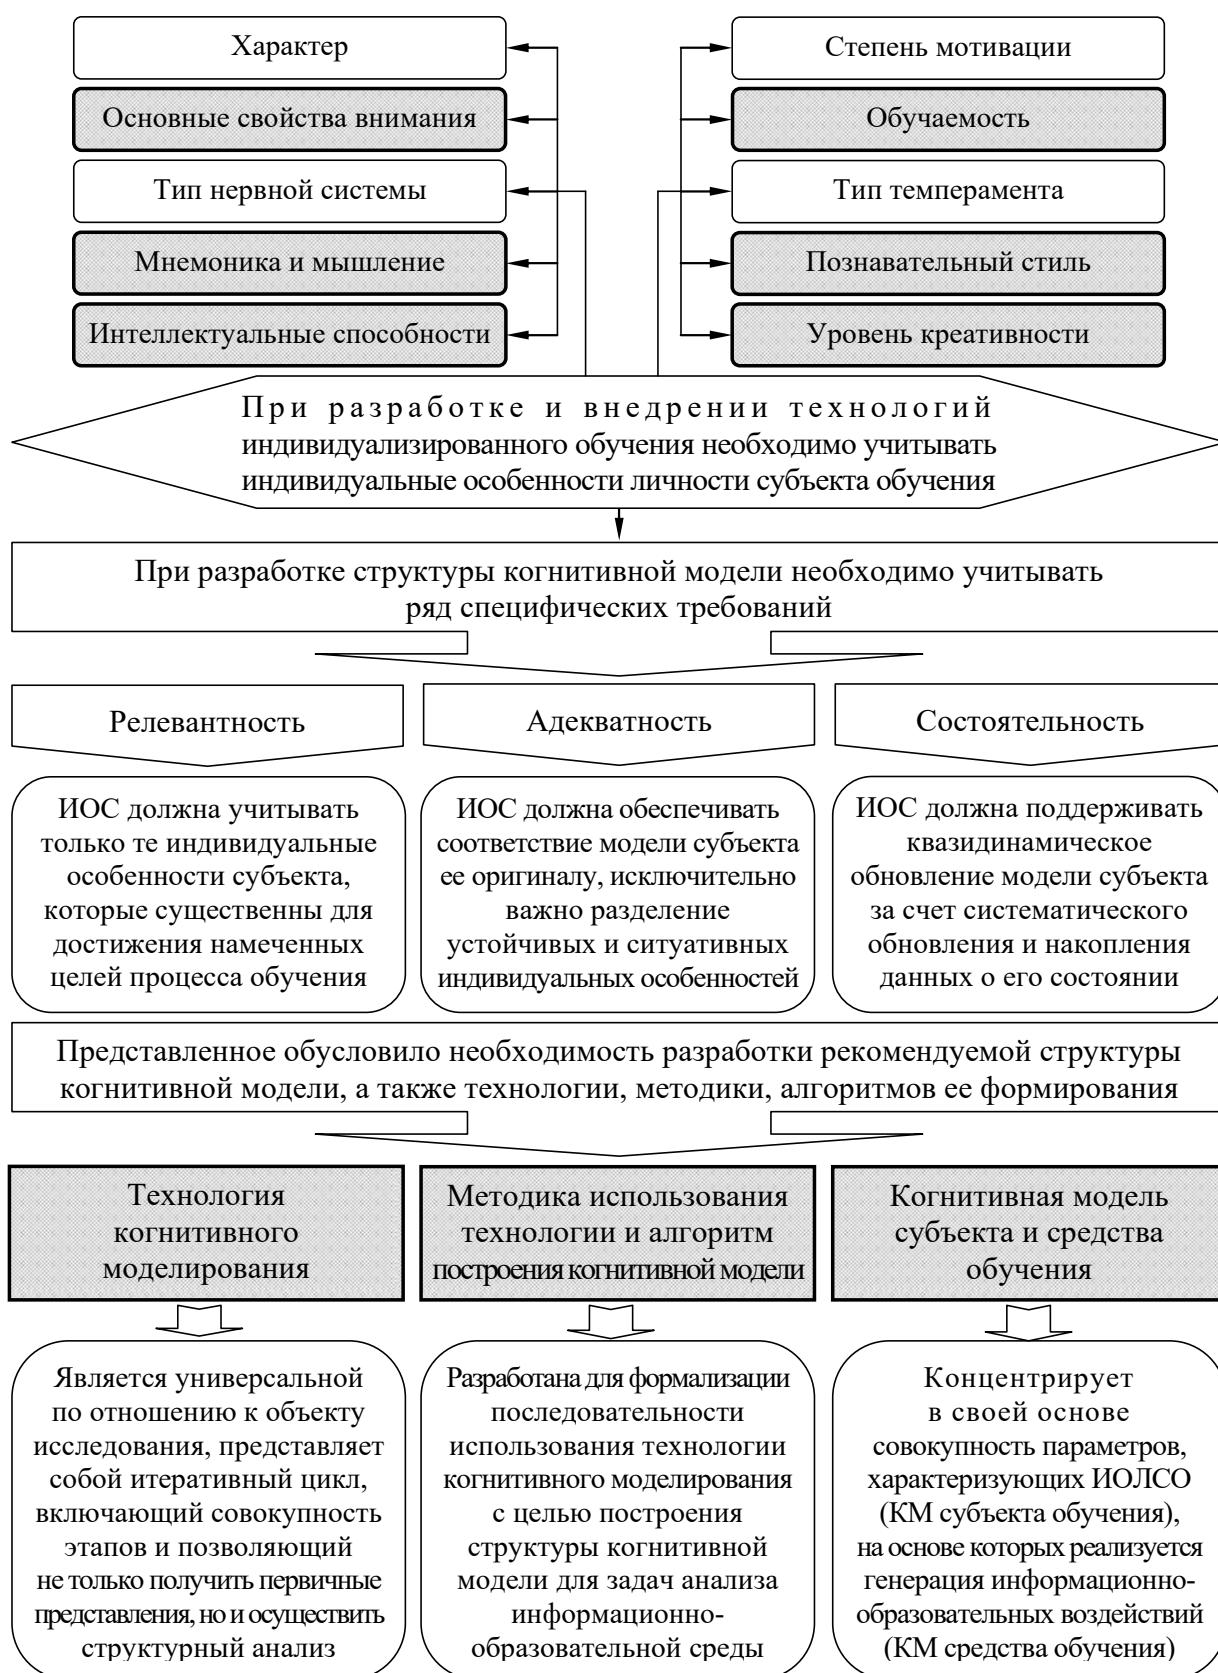 Характер
Степень мотивации
Основные свойства внимания
Обучаемость
Тип нервной системы
Тип темперамента
Мнемоника и мышление
Познавательный стиль
Интеллектуальные способности
Уровень креативности
При разработке и внедрении технологий
индивидуализированного обучения необходимо учитывать
индивидуальные особенности личности субъекта обучения
При разработке структуры когнитивной модели необходимо учитывать
ряд специфических требований
Релевантность
Адекватность
Состоятельность
ИОС должна учитывать
только те индивидуальные
особенности субъекта,
которые существенны для
достижения намеченных
целей процесса обучения
ИОС должна обеспечивать
соответствие модели субъекта
ее оригиналу, исключительно
важно разделение
устойчивых и ситуативных
индивидуальных особенностей
ИОС должна поддерживать
квазидинамическое
обновление модели субъекта
за счет систематического
обновления и накопления
данных о его состоянии
Представленное обусловило необходимость разработки рекомендуемой структуры
когнитивной модели, а также технологии, методики, алгоритмов ее формирования
Технология
когнитивного
моделирования
Методика использования
технологии и алгоритм
построения когнитивной модели
Когнитивная модель
субъекта и средства
обучения
Является универсальной
по отношению к объекту
исследования, представляет
собой итеративный цикл,
включающий совокупность
этапов и позволяющий
не только получить первичные
представления, но и осуществить
структурный анализ
Разработана для формализации
последовательности
использования технологии
когнитивного моделирования
с целью построения
структуры когнитивной
модели для задач анализа
информационно-
образовательной среды
Концентрирует
в своей основе
совокупность параметров,
характеризующих ИОЛСО
(КМ субъекта обучения),
на основе которых реализуется
генерация информационно-
образовательных воздействий
(КМ средства обучения)